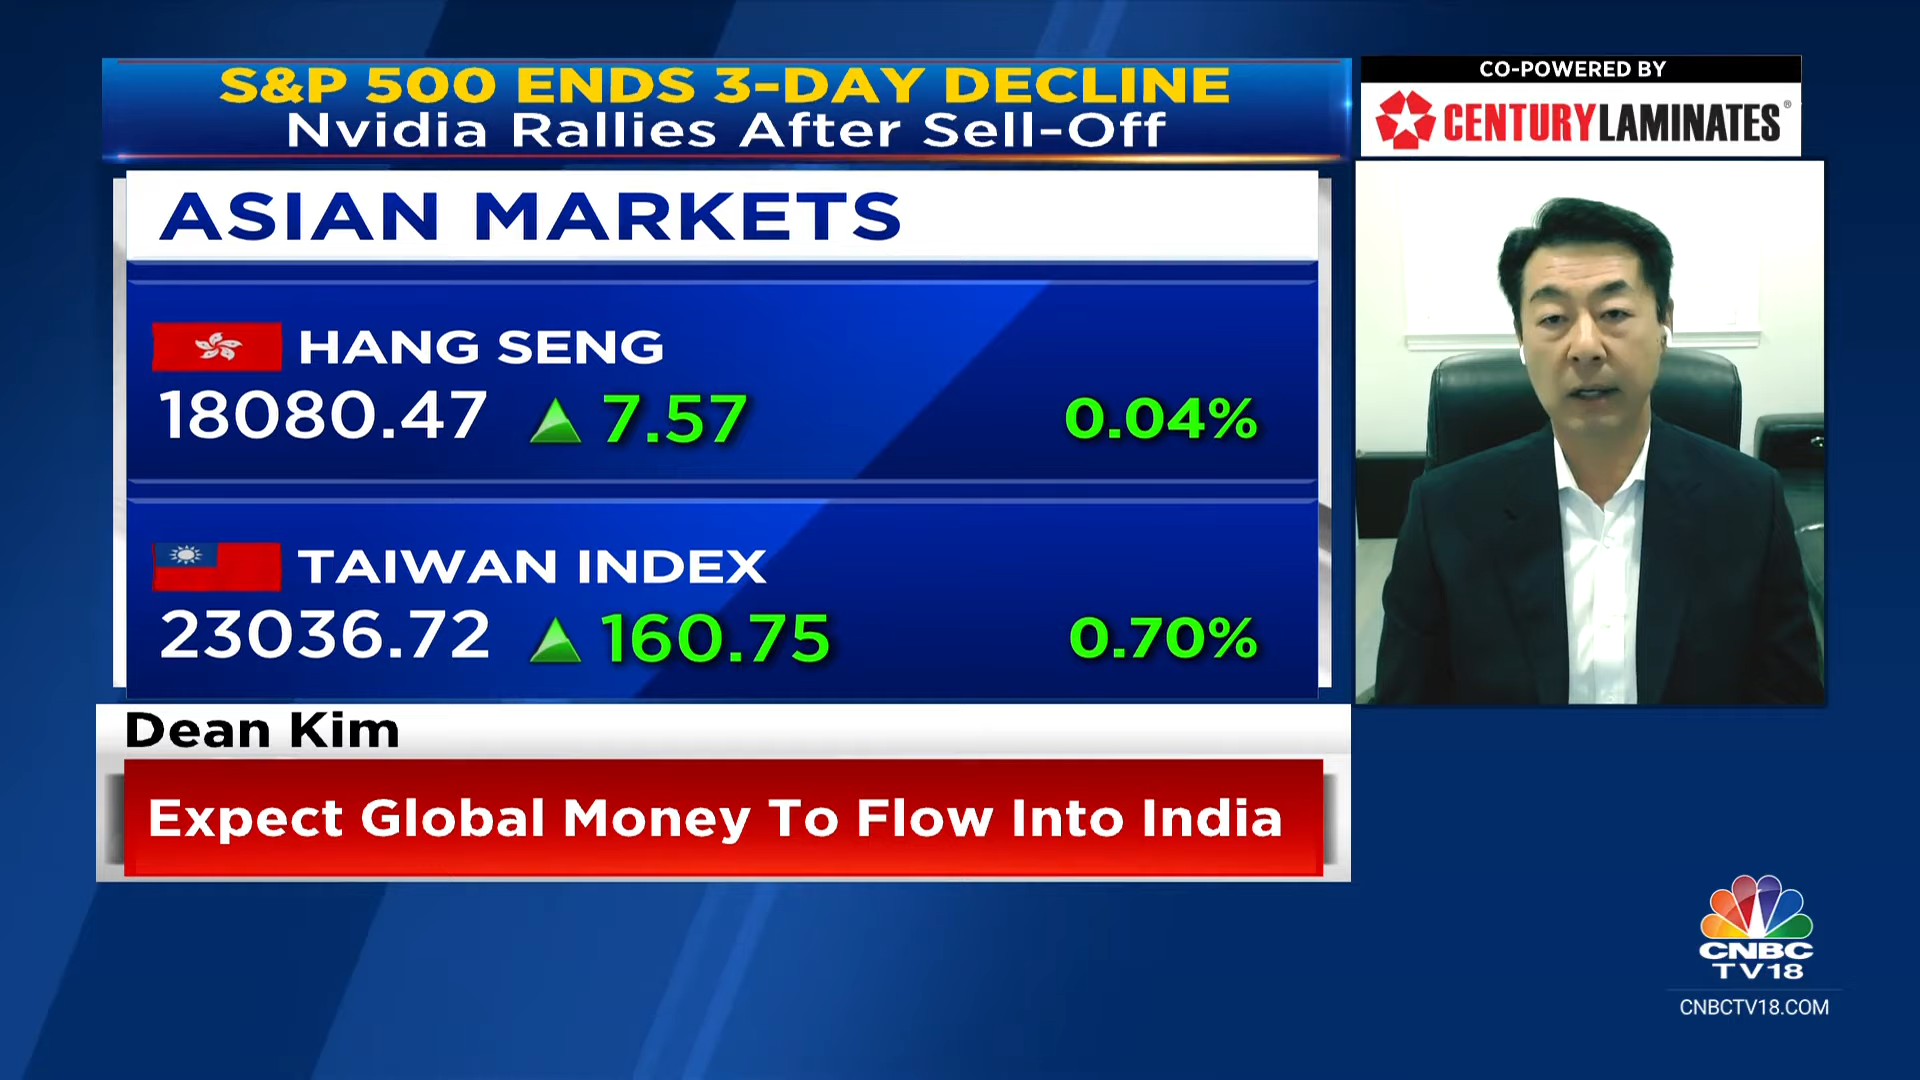 S&P 500 ENDS 3-DAY DECLINE
Nvidia Rallies After Sell-Off
CO-POWERED BY
CENTURYLAMINATES®
ASIAN MARKETS
HANG SENG
18080.47 ▲ 7.57 0.04%
TAIWAN INDEX
23036.72 ▲ 160.75 0.70%
Dean Kim
Expect Global Money To Flow Into India
CNBC
TV18
CNBCTV18.COM